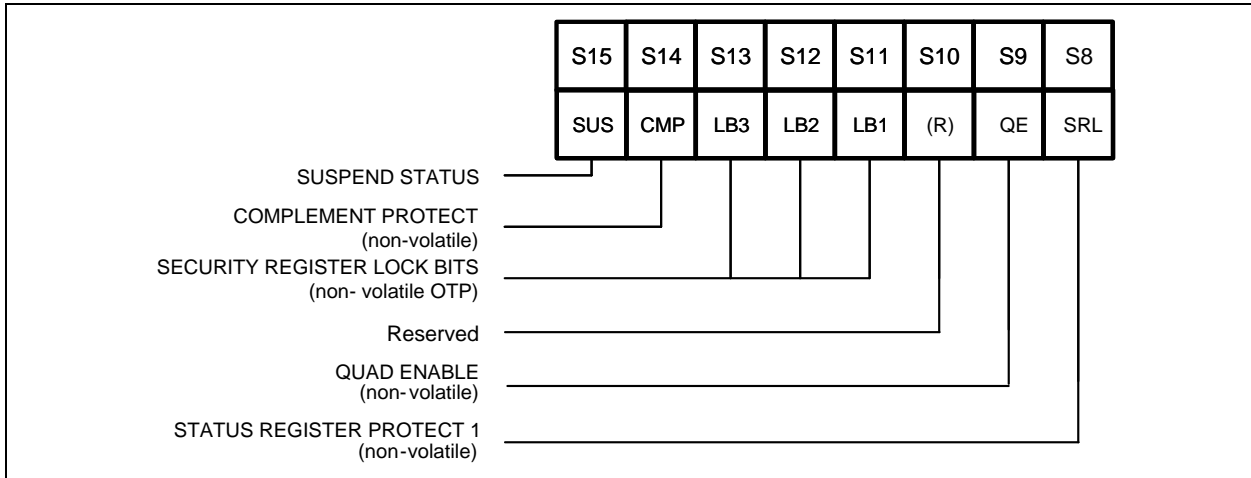 S15 S14 S13 S12 S11 S10 S9 S8
SUS CMP LB3 LB2 LB1 (R) QE SRL
SUSPEND STATUS
COMPLEMENT PROTECT
(non-volatile)
SECURITY REGISTER LOCK BITS
(non- volatile OTP)
Reserved
QUAD ENABLE
(non-volatile)
STATUS REGISTER PROTECT 1
(non-volatile)